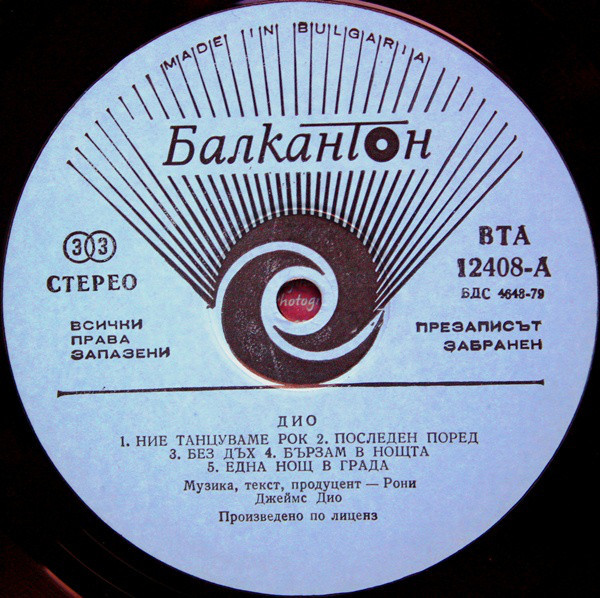 MADE IN BULGARIA
Балкантон
33
СТЕРЕО
ВСИЧКИ
ПРАВА
ЗАПАЗЕНИ
ВТА
12408-А
БДС 4648-79
ПРЕЗАПИСЪТ
ЗАБРАНЕН
hotogr
ДИО
1. НИЕ ТАНЦУВАМЕ РОК 2. ПОСЛЕДЕН ПОРЕД
3. БЕЗ ДЪХ 4. БЪРЗАМ В НОЩТА
5. ЕДНА НОЩ В ГРАДА
Музика, текст, продуцент — Рони
Джеймс Дио
Произведено по лиценз